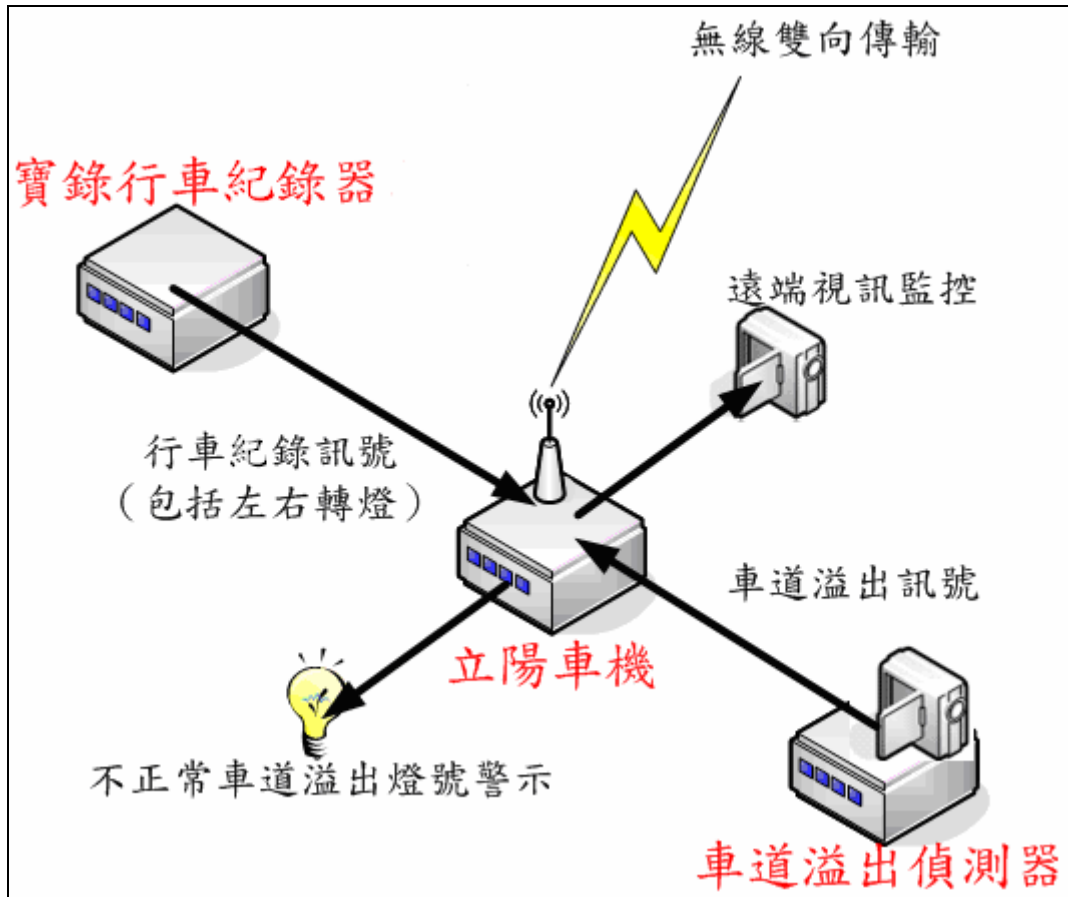 無線雙向傳輸
寶錄行車紀錄器
遠端視訊監控
行車紀錄訊號
（包括左右轉燈）
車道溢出訊號
立陽車機
不正常車道溢出燈號警示
車道溢出偵測器